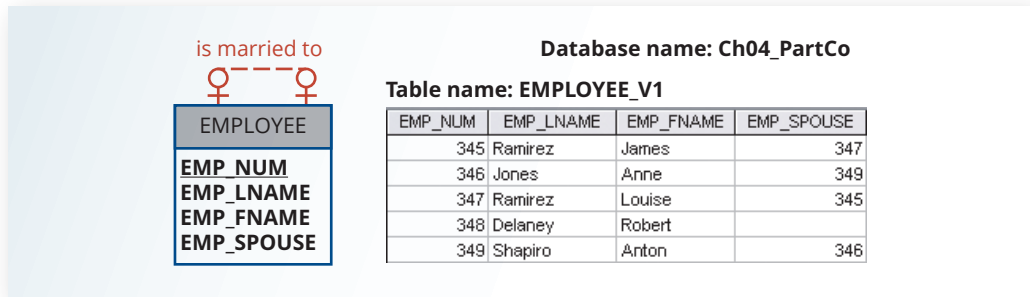 is married to
EMPLOYEE
EMP_NUM
EMP_LNAME
EMP_FNAME
EMP_SPOUSE
Database name: Ch04_PartCo
Table name: EMPLOYEE_V1
EMP_NUM EMP_LNAME EMP_FNAME EMP_SPOUSE
345 Ramirez James 347
346 Jones Anne 349
347 Ramirez Louise 345
348 Delaney Robert
349 Shapiro Anton 346